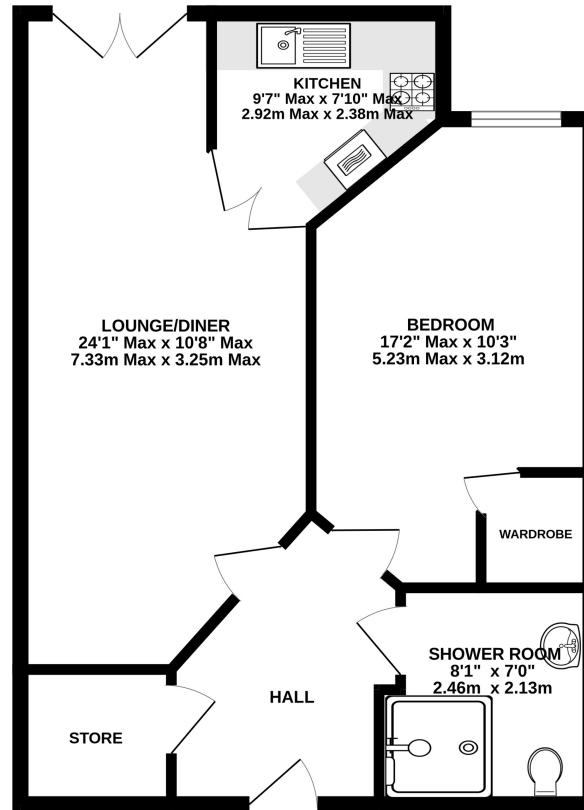 KITCHEN
9'7" Max x 7'10" Max
2.92m Max x 2.38m Max
LOUNGE/DINER
24'1" Max x 10'8" Max
7.33m Max x 3.25m Max
BEDROOM
17'2" Max x 10'3"
5.23m Max x 3.12m
WARDROBE
SHOWER ROOM
8'1" x 7'0"
2.46m x 2.13m
HALL
STORE